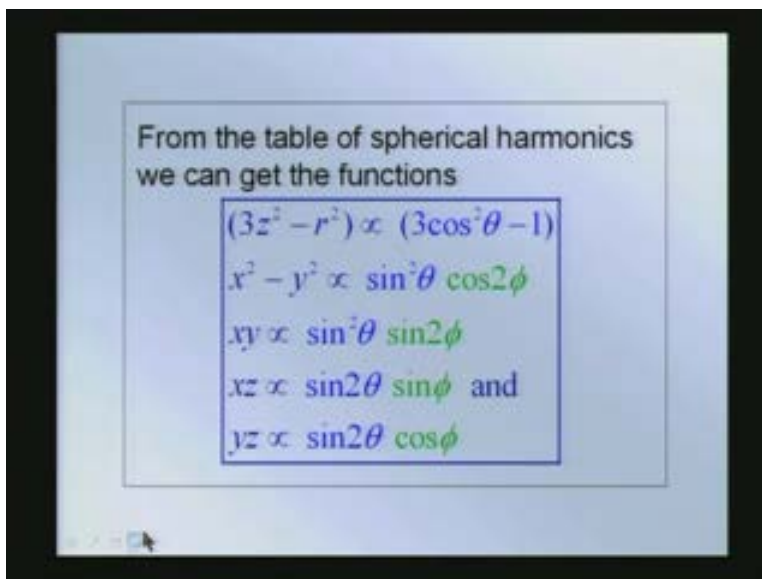 From the table of spherical harmonics
we can get the functions
(3z² − r²) ∝ (3cos²θ − 1)
x² − y² ∝ sin²θ cos2ϕ
xy ∝ sin²θ sin2ϕ
xz ∝ sin2θ sinϕ and
yz ∝ sin2θ cosϕ